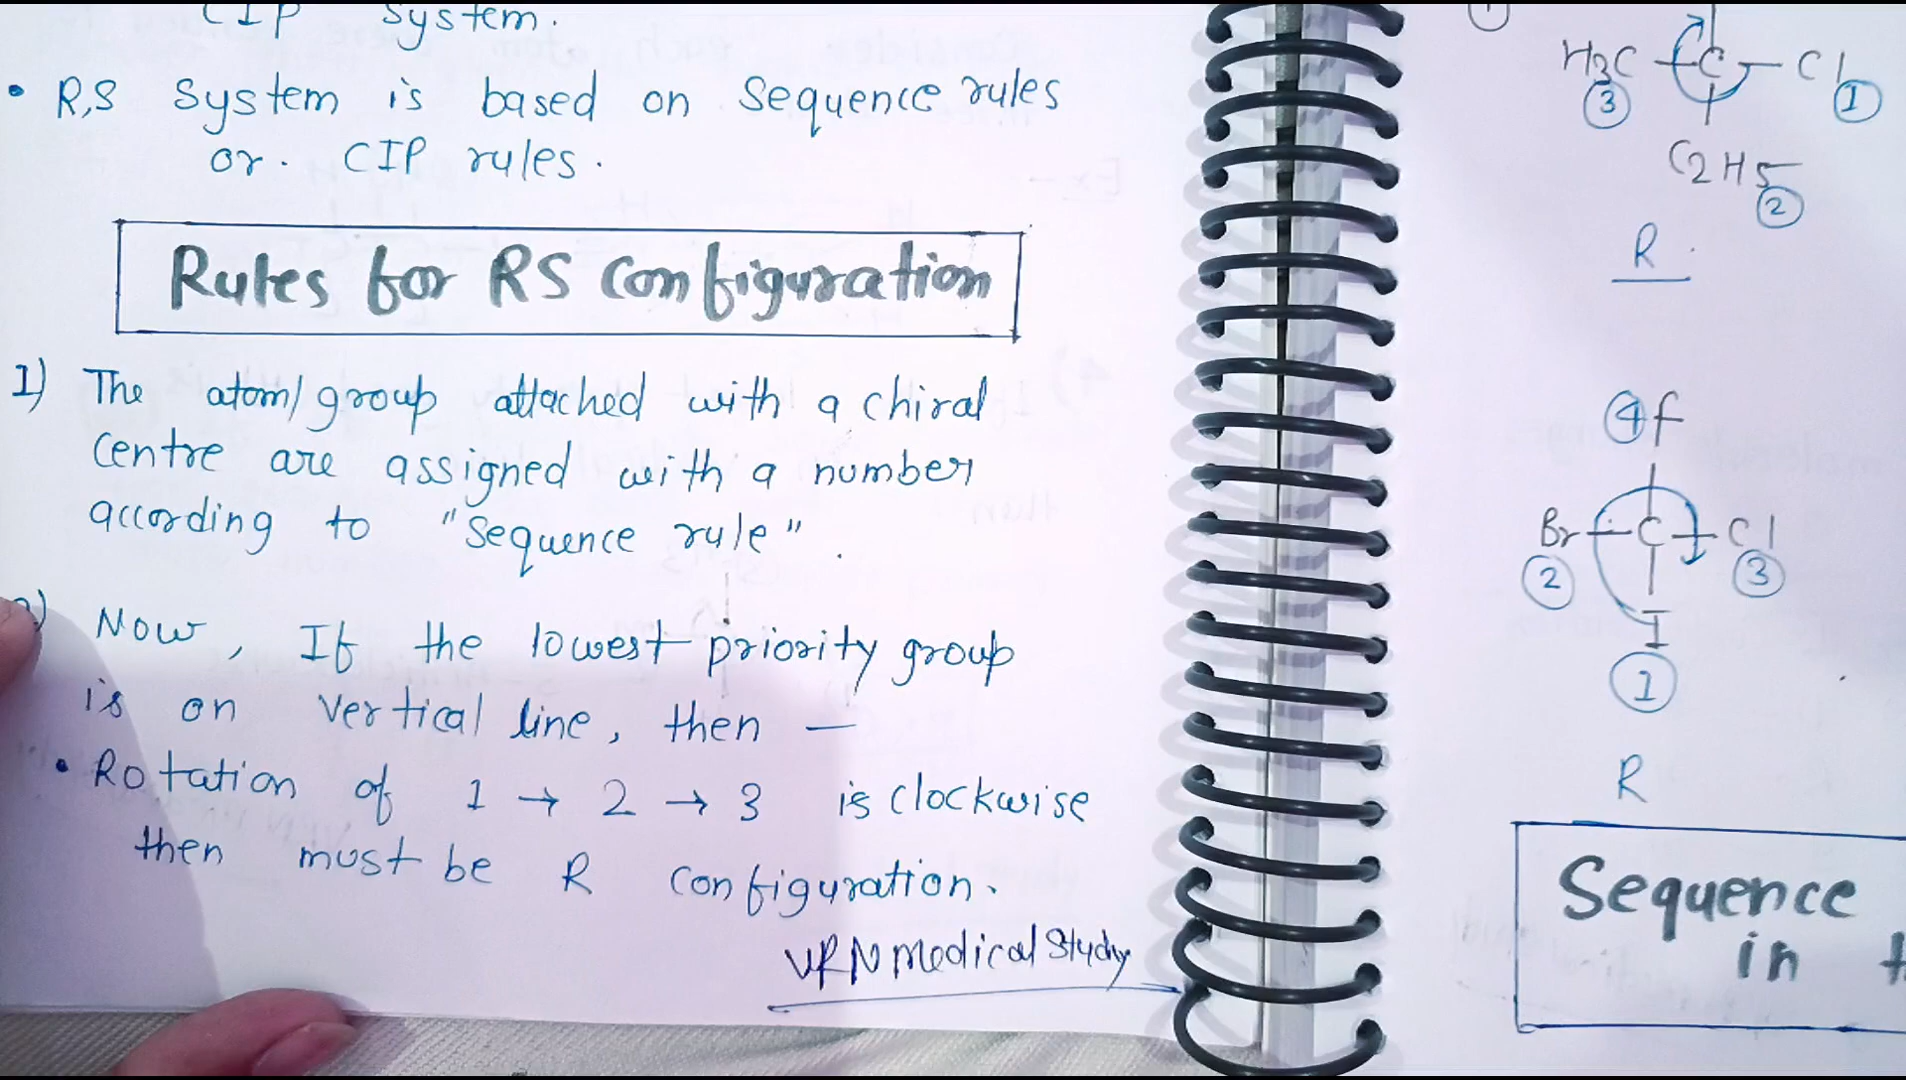 CIP System.
• R,S System is based on Sequence rules
or. CIP rules.
Rules for RS Configuration
1) The atom/group attached with a chiral
centre are assigned with a number
according to "Sequence rule".
2) Now, If the lowest priority group
is on vertical line, then —
• Rotation of 1 → 2 → 3 is clockwise
then must be R configuration.
VRN Medical Study
H3C C Cl
3 1
C2H5
2
R
4 F
Br C Cl
2 3
I
1
R
Sequence
in